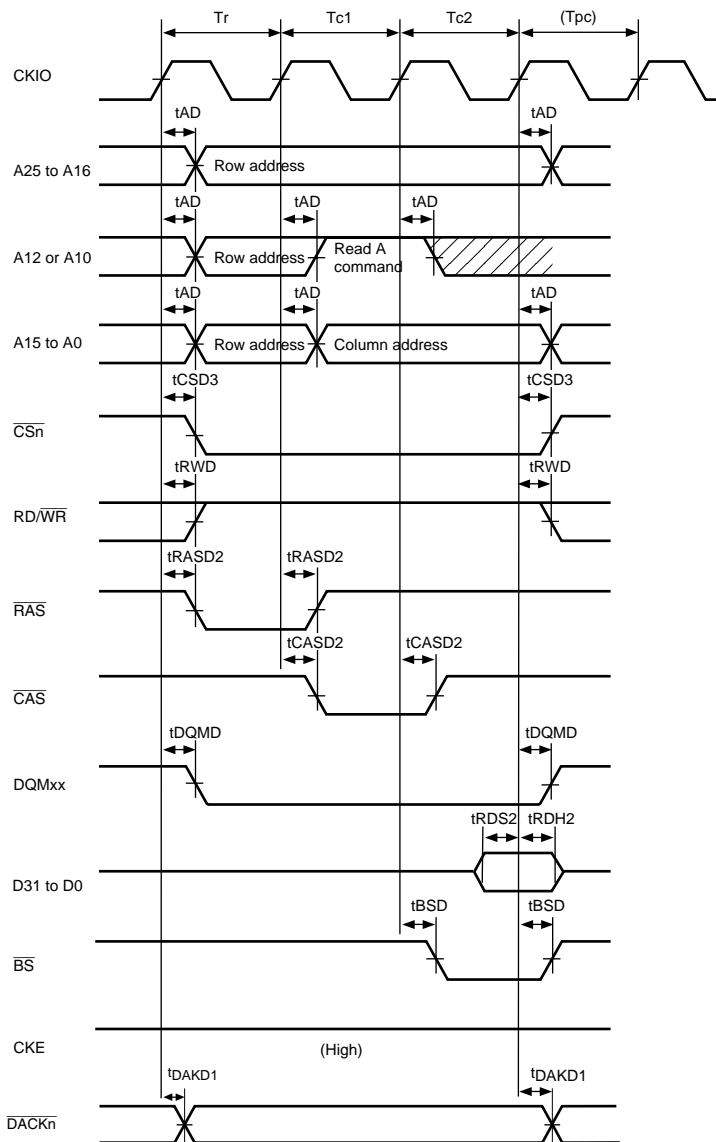 Tr Tc1 Tc2 (Tpc)
CKIO
tAD tAD
A25 to A16 Row address
tAD tAD tAD
A12 or A10 Row address Read A command
tAD tAD tAD
A15 to A0 Row address Column address
tCSD3 tCSD3
CSn
tRWD tRWD
RD/WR
tRASD2 tRASD2
RAS
tCASD2 tCASD2
CAS
tDQMD tDQMD
DQMxx
tRDS2 tRDH2
D31 to D0
tBSD tBSD
BS
CKE (High)
tDAKD1 tDAKD1
DACKn